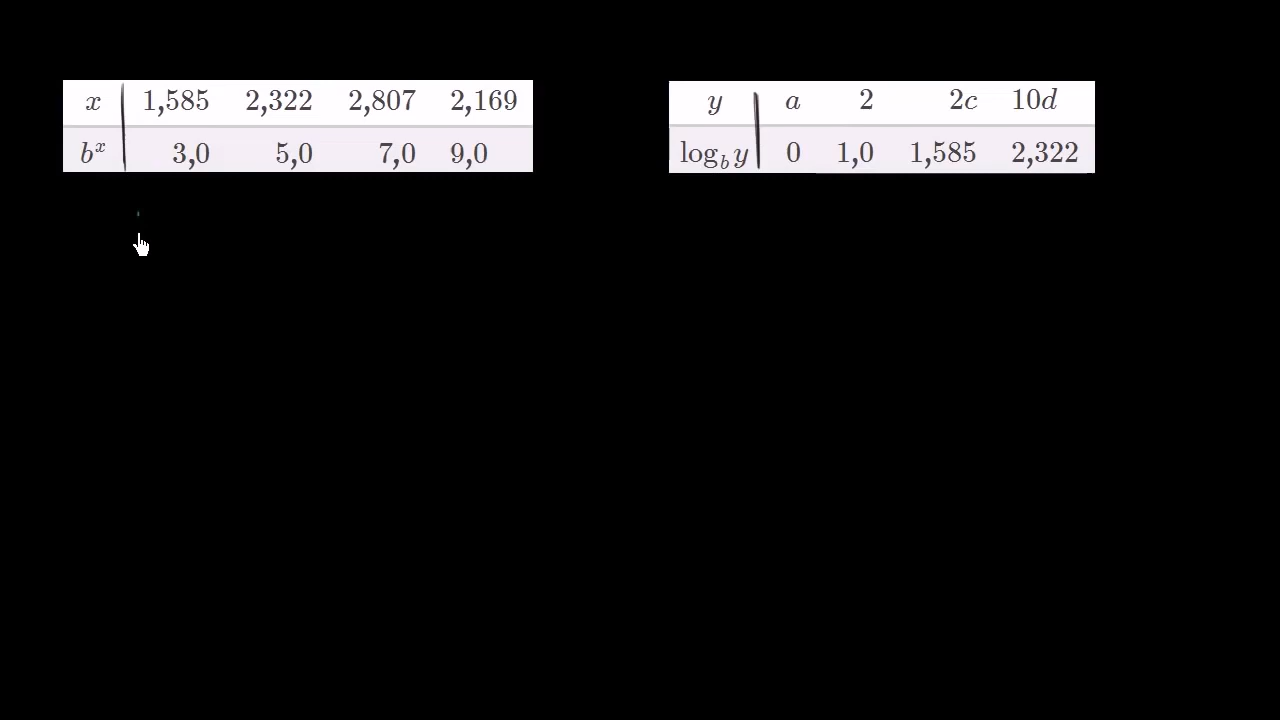 x 1,585 2,322 2,807 2,169
bˣ 3,0 5,0 7,0 9,0
y a 2 2c 10d
log_b y 0 1,0 1,585 2,322